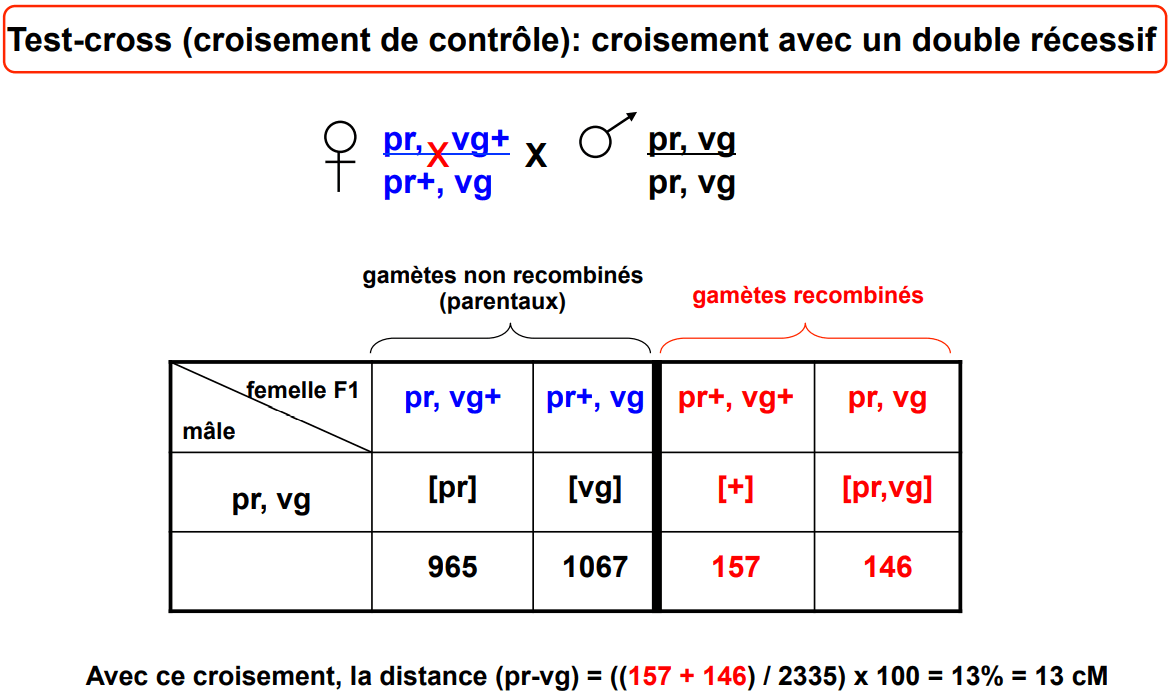 Test-cross (croisement de contrôle): croisement avec un double récessif
pr, vg+ X pr, vg
X
pr+, vg pr, vg
gamètes non recombinés
(parentaux)
gamètes recombinés
femelle F1
mâle
pr, vg+ pr+, vg pr+, vg+ pr, vg
pr, vg [pr] [vg] [+] [pr,vg]
965 1067 157 146
Avec ce croisement, la distance (pr-vg) = ((157 + 146) / 2335) x 100 = 13% = 13 cM